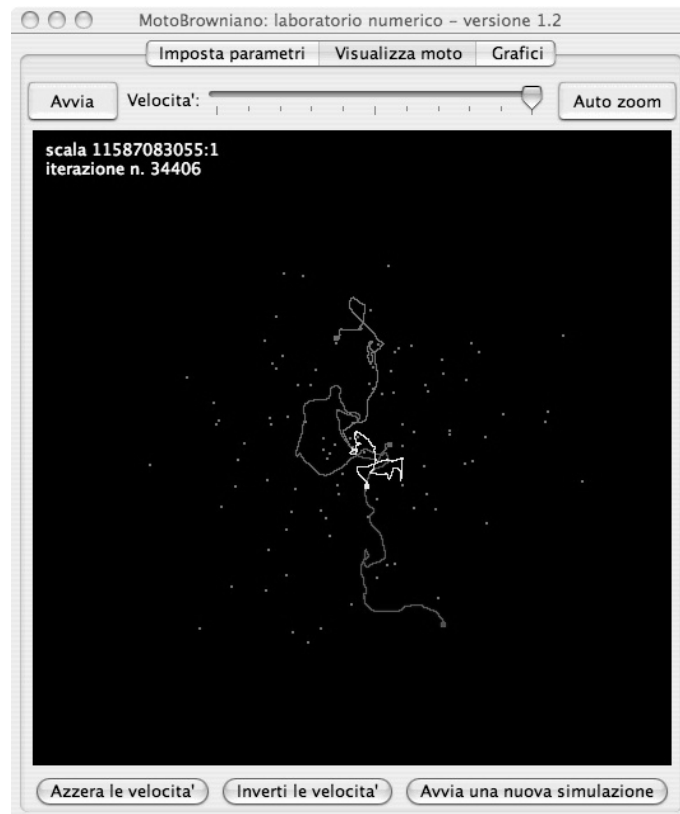 MotoBrowniano: laboratorio numerico – versione 1.2
Imposta parametri Visualizza moto Grafici
Avvia Velocita': Auto zoom
scala 11587083055:1
iterazione n. 34406
Azzera le velocita' Inverti le velocita' Avvia una nuova simulazione